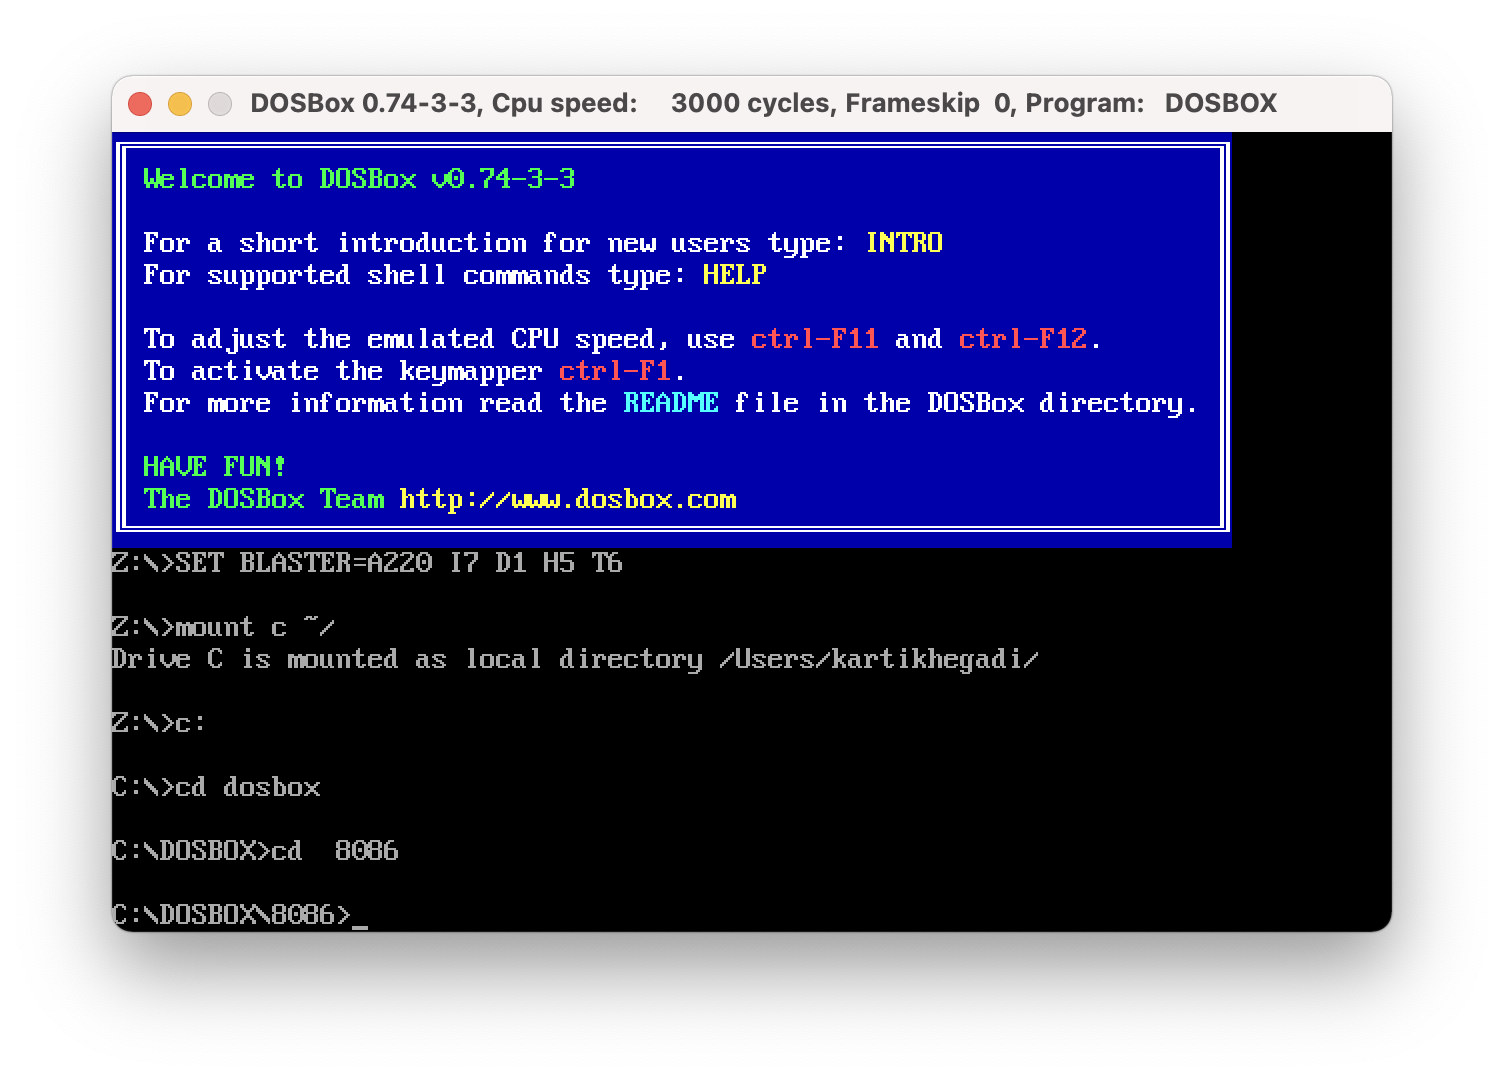 DOSBox 0.74-3-3, Cpu speed:    3000 cycles, Frameskip  0, Program:   DOSBOX
Welcome to DOSBox v0.74-3-3
For a short introduction for new users type: INTRO
For supported shell commands type: HELP
To adjust the emulated CPU speed, use ctrl-F11 and ctrl-F12.
To activate the keymapper ctrl-F1.
For more information read the README file in the DOSBox directory.
HAVE FUN!
The DOSBox Team http://www.dosbox.com
Z:\>SET BLASTER=A220 I7 D1 H5 T6
Z:\>mount c ~/
Drive C is mounted as local directory /Users/kartikhegadi/
Z:\>c:
C:\>cd dosbox
C:\DOSBOX>cd  8086
C:\DOSBOX\8086>_